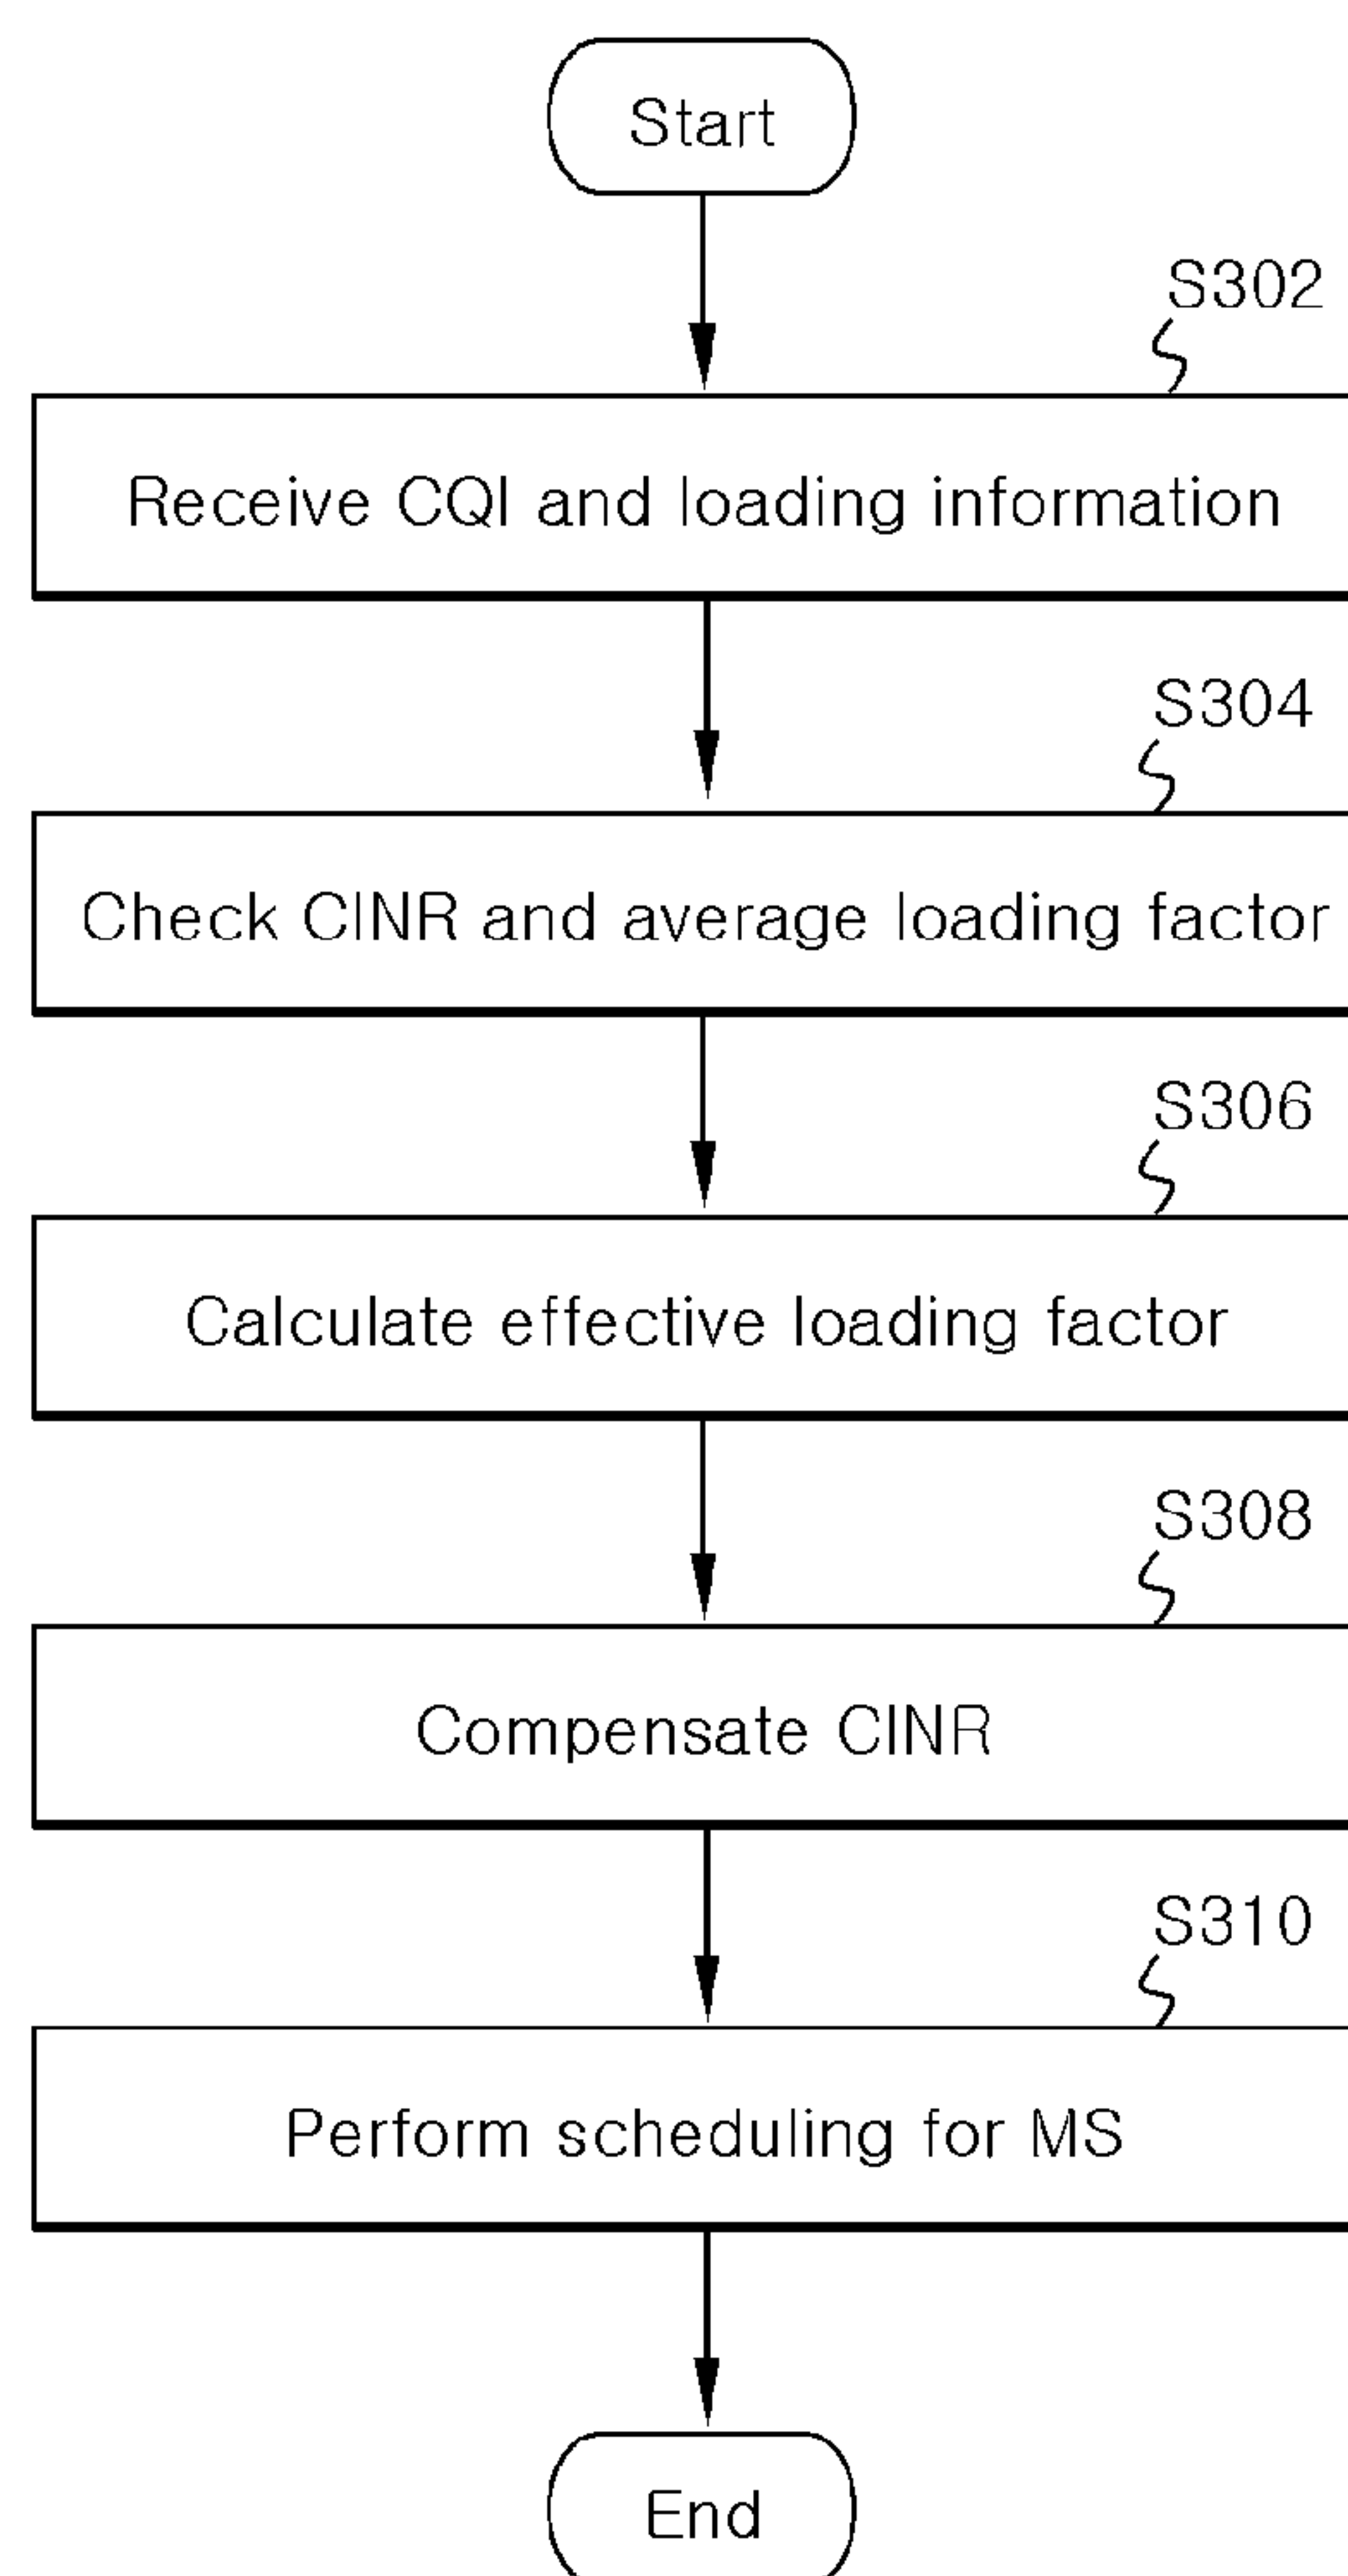 Start
S302
Receive CQI and loading information
S304
Check CINR and average loading factor
S306
Calculate effective loading factor
S308
Compensate CINR
S310
Perform scheduling for MS
End